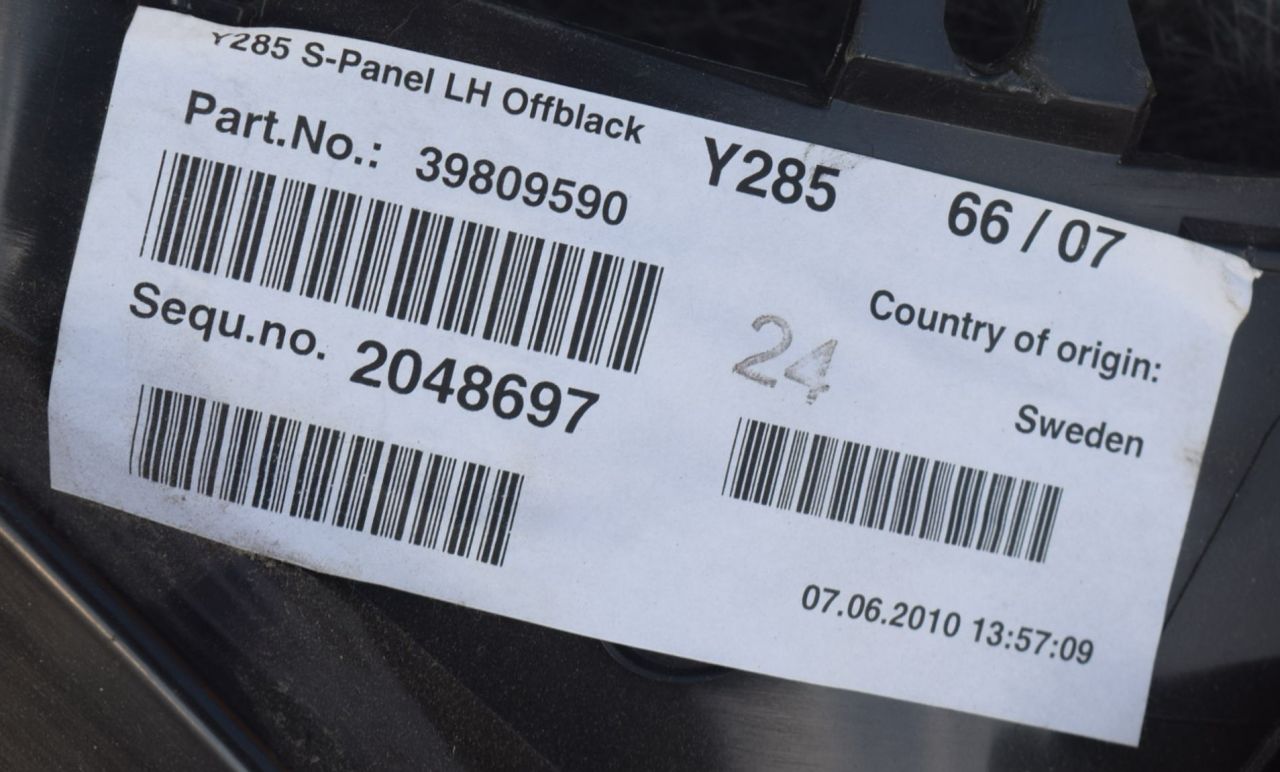 Y285 S-Panel LH Offblack
Part.No.: 39809590
Y285 66 / 07
Sequ.no. 2048697
24
Country of origin:
Sweden
07.06.2010 13:57:09